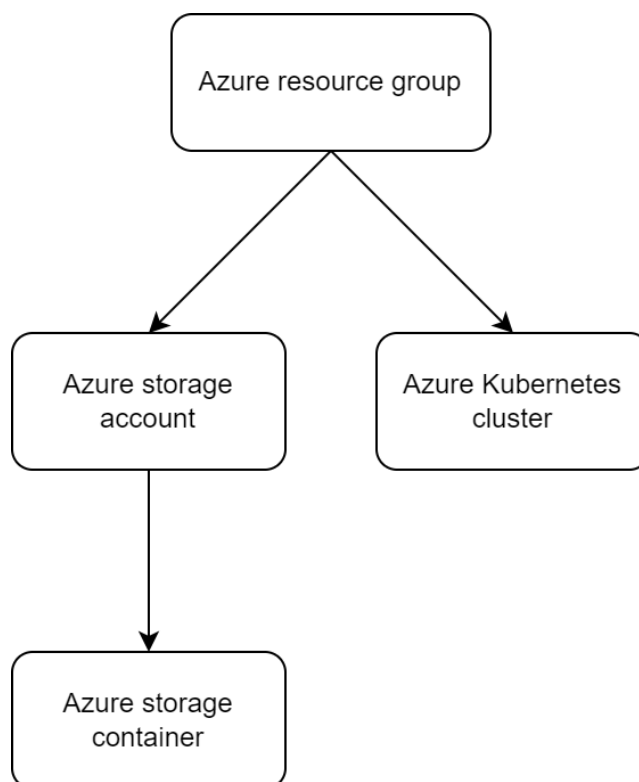 Azure resource group
Azure storage
account
Azure Kubernetes
cluster
Azure storage
container